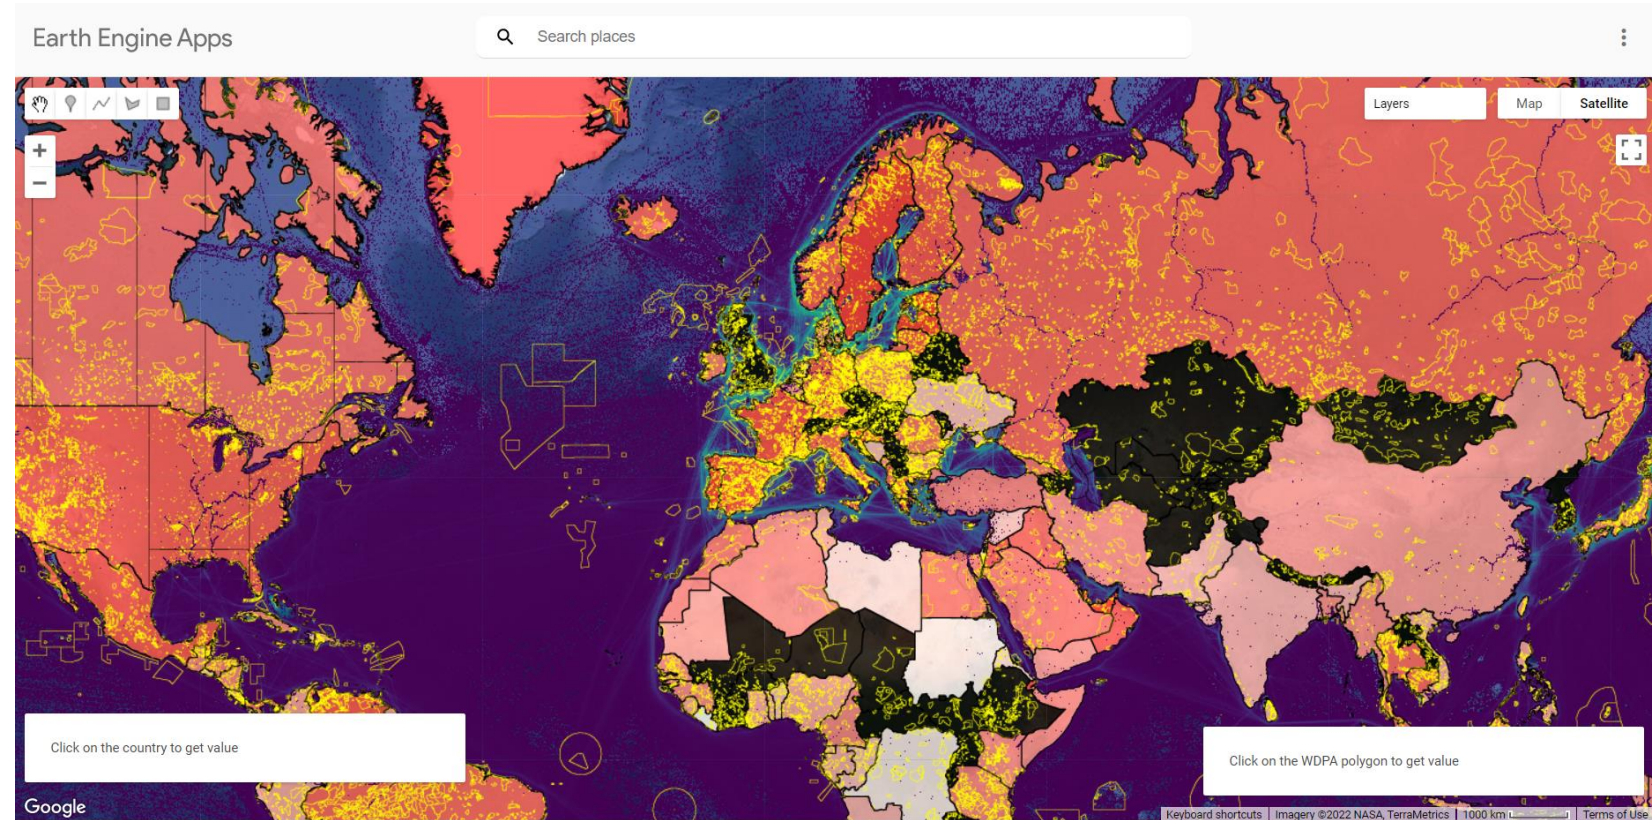 Earth Engine Apps
Search places
Layers
Map
Satellite
+
−
Click on the country to get value
Click on the WDPA polygon to get value
Google
Keyboard shortcuts
Imagery ©2022 NASA, TerraMetrics
1000 km
Terms of Use